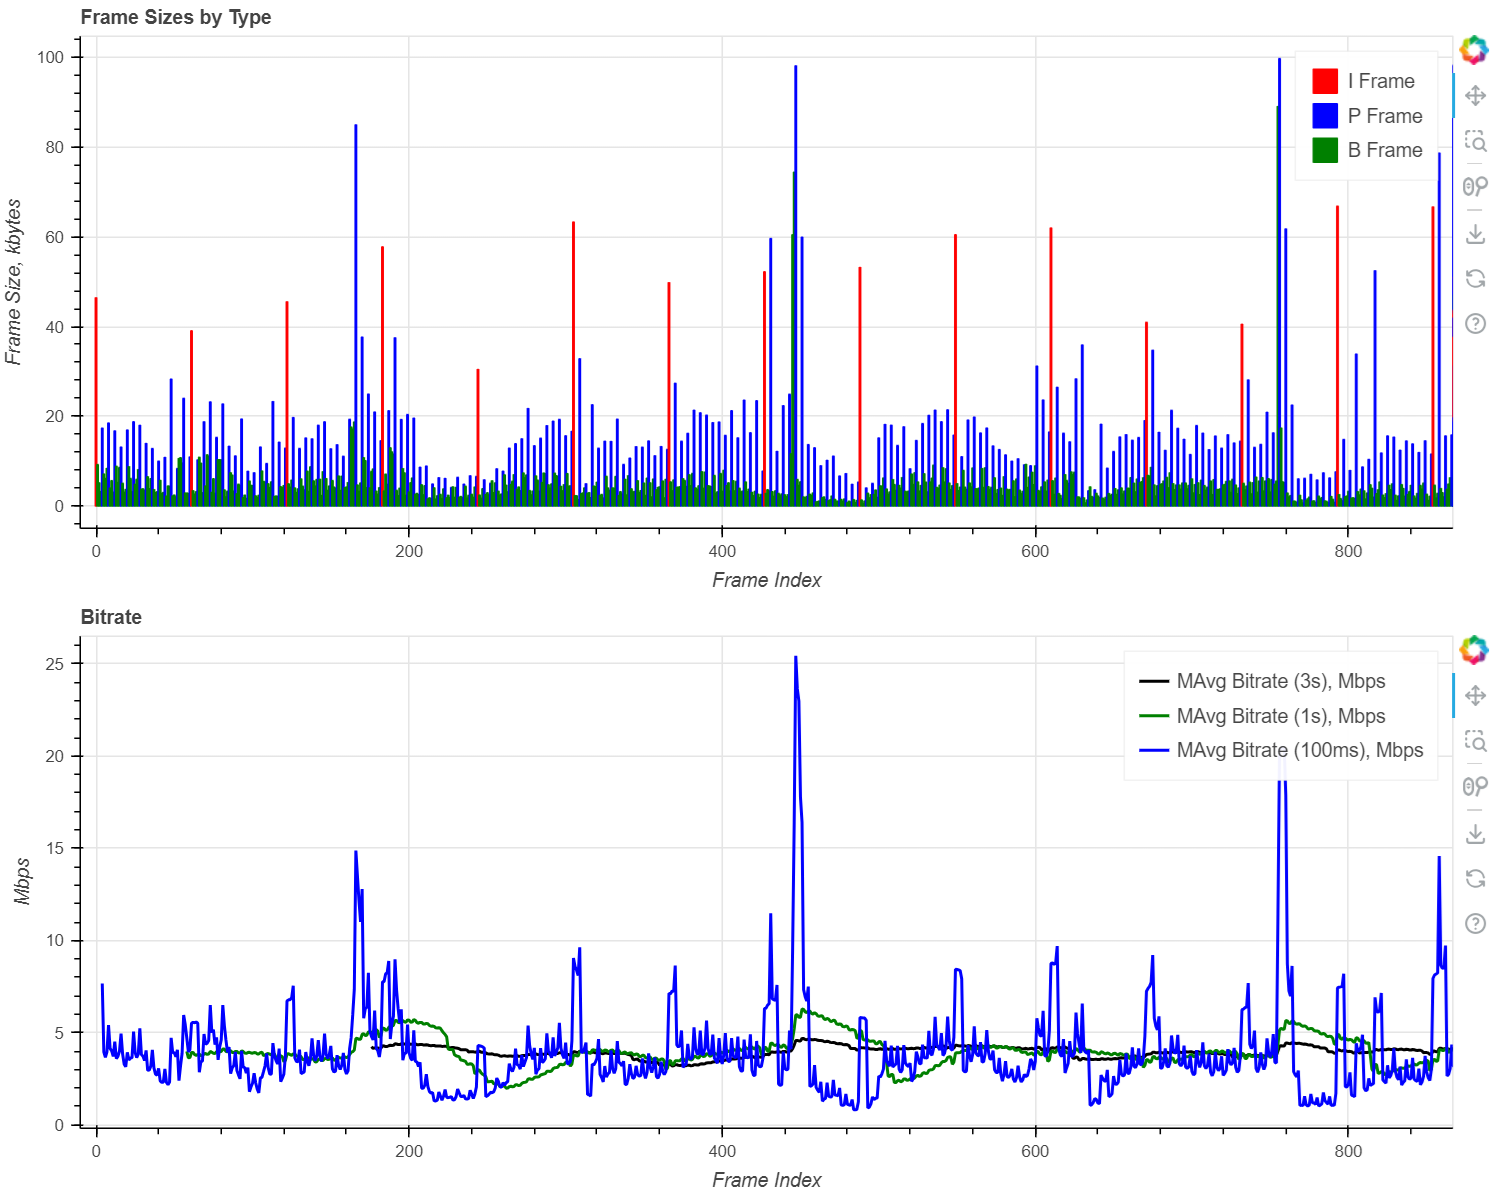 Frame Sizes by Type
100
80
60
40
20
0
Frame Size, kbytes
I Frame
P Frame
B Frame
0
200
400
600
800
Frame Index
Bitrate
25
20
15
10
5
0
Mbps
MAvg Bitrate (3s), Mbps
MAvg Bitrate (1s), Mbps
MAvg Bitrate (100ms), Mbps
0
200
400
600
800
Frame Index